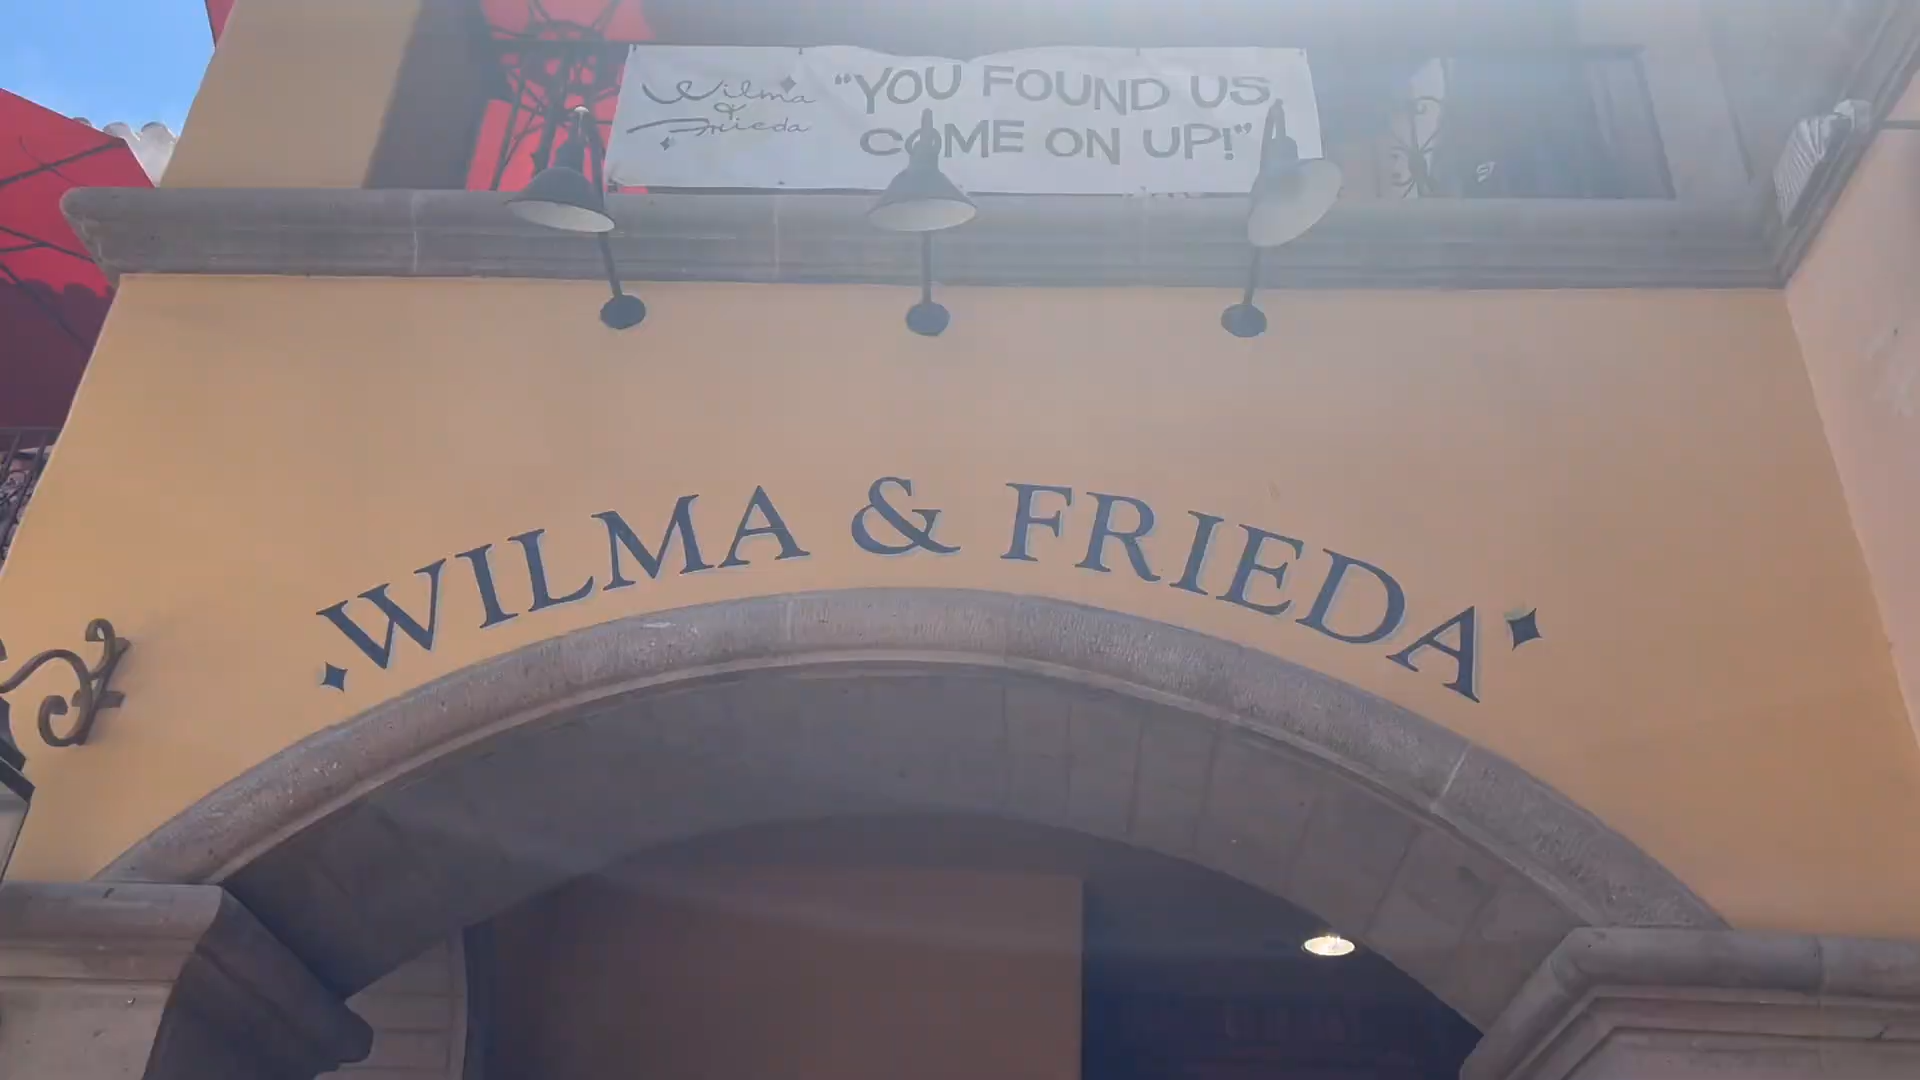 Wilma
&
Frieda
"YOU FOUND US,
COME ON UP!"
WILMA & FRIEDA